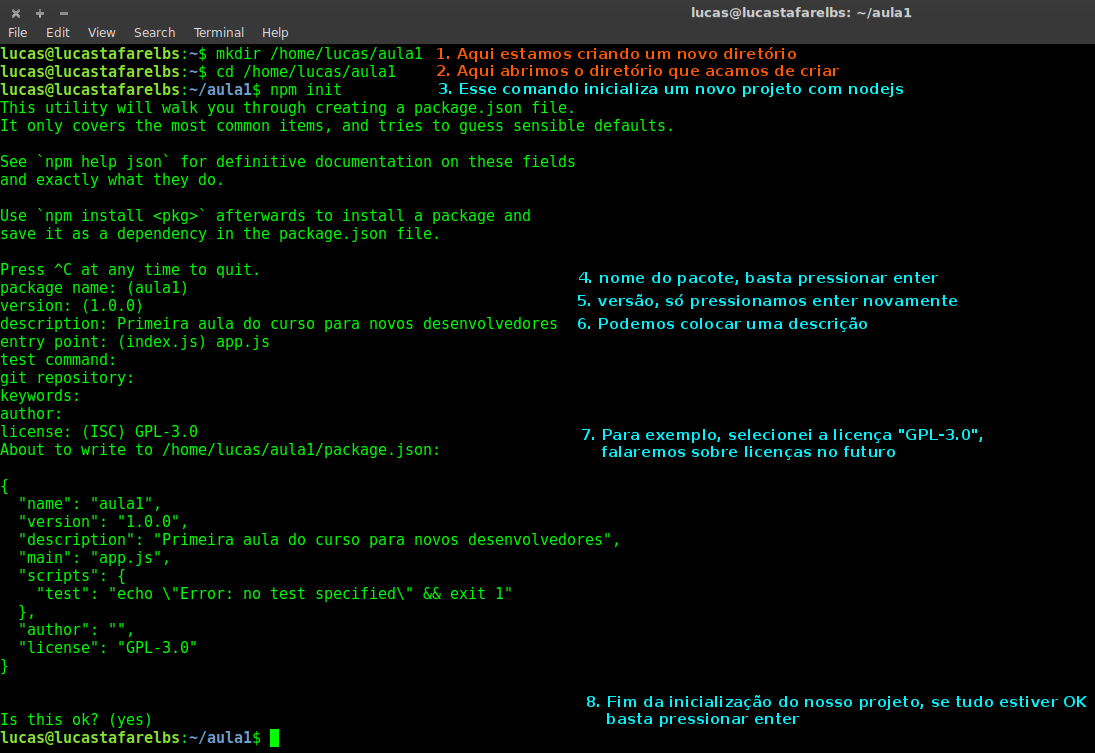 lucas@lucastafarelbs: ~/aula1
File Edit View Search Terminal Help
lucas@lucastafarelbs:~$ mkdir /home/lucas/aula1 1. Aqui estamos criando um novo diretório
lucas@lucastafarelbs:~$ cd /home/lucas/aula1 2. Aqui abrimos o diretório que acamos de criar
lucas@lucastafarelbs:~/aula1$ npm init 3. Esse comando inicializa um novo projeto com nodejs
This utility will walk you through creating a package.json file.
It only covers the most common items, and tries to guess sensible defaults.
See `npm help json` for definitive documentation on these fields
and exactly what they do.
Use `npm install <pkg>` afterwards to install a package and
save it as a dependency in the package.json file.
Press ^C at any time to quit.
4. nome do pacote, basta pressionar enter
package name: (aula1)
version: (1.0.0) 5. versão, só pressionamos enter novamente
description: Primeira aula do curso para novos desenvolvedores 6. Podemos colocar uma descrição
entry point: (index.js) app.js
test command:
git repository:
keywords:
author:
license: (ISC) GPL-3.0 7. Para exemplo, selecionei a licença "GPL-3.0",
About to write to /home/lucas/aula1/package.json: falaremos sobre licenças no futuro
{
"name": "aula1",
"version": "1.0.0",
"description": "Primeira aula do curso para novos desenvolvedores",
"main": "app.js",
"scripts": {
"test": "echo \"Error: no test specified\" && exit 1"
},
"author": "",
"license": "GPL-3.0"
}
8. Fim da inicialização do nosso projeto, se tudo estiver OK
Is this ok? (yes) basta pressionar enter
lucas@lucastafarelbs:~/aula1$